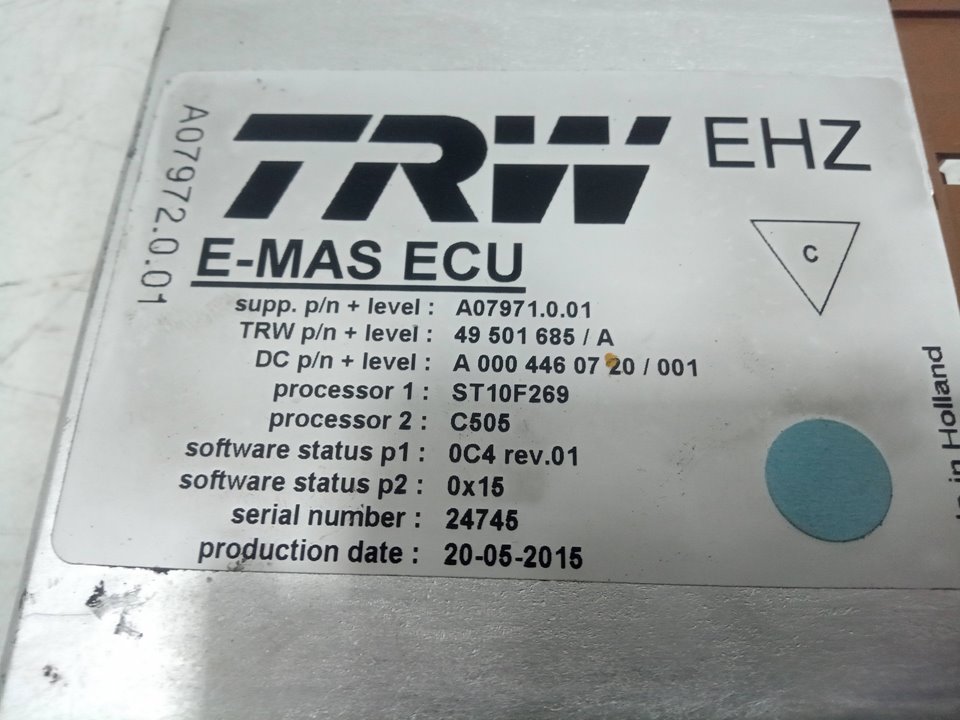 TRW EHZ
C
E-MAS ECU
supp. p/n + level : A07971.0.01
TRW p/n + level : 49 501 685 / A
DC p/n + level : A 000 446 07 20 / 001
processor 1 : ST10F269
processor 2 : C505
software status p1 : 0C4 rev.01
software status p2 : 0x15
serial number : 24745
production date : 20-05-2015
A07972.0.01
in Holland